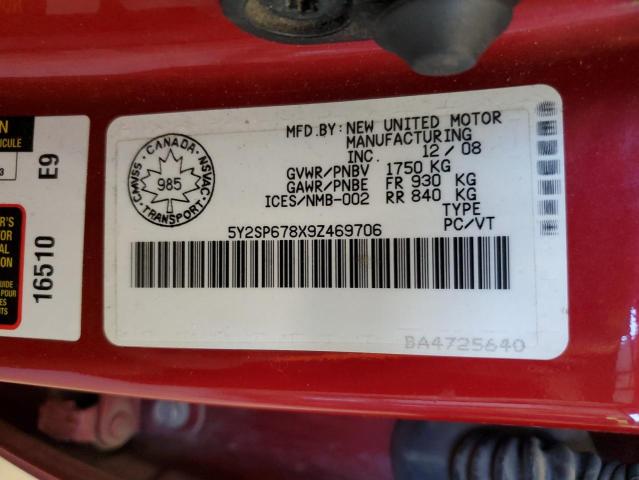 MFD.BY: NEW UNITED MOTOR
MANUFACTURING
INC. 12/08
GVWR/PNBV 1750 KG
GAWR/PNBE FR 930 KG
ICES/NMB-002 RR 840 KG
TYPE
PC/VT
CANADA
CMVSS NSVAC
985
TRANSPORT
5Y2SP678X9Z469706
BA4725640
E9
16510